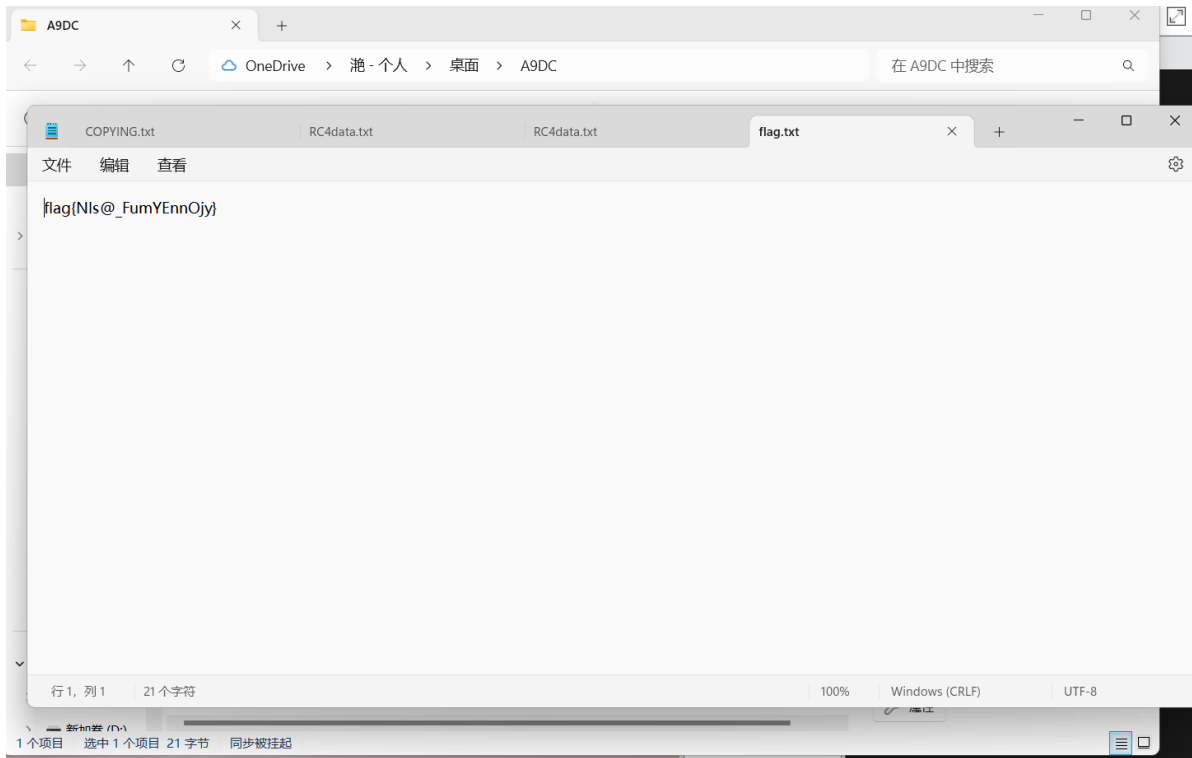 A9DC
OneDrive > 滟 - 个人 > 桌面 > A9DC
在 A9DC 中搜索
COPYING.txt
RC4data.txt
RC4data.txt
flag.txt
文件 编辑 查看
flag{NIs@_FumYEnnOjy}
行 1, 列 1
21 个字符
100%
Windows (CRLF)
UTF-8
新加卷 (D:)
属性
1 个项目 选中 1 个项目 21 字节 同步被挂起